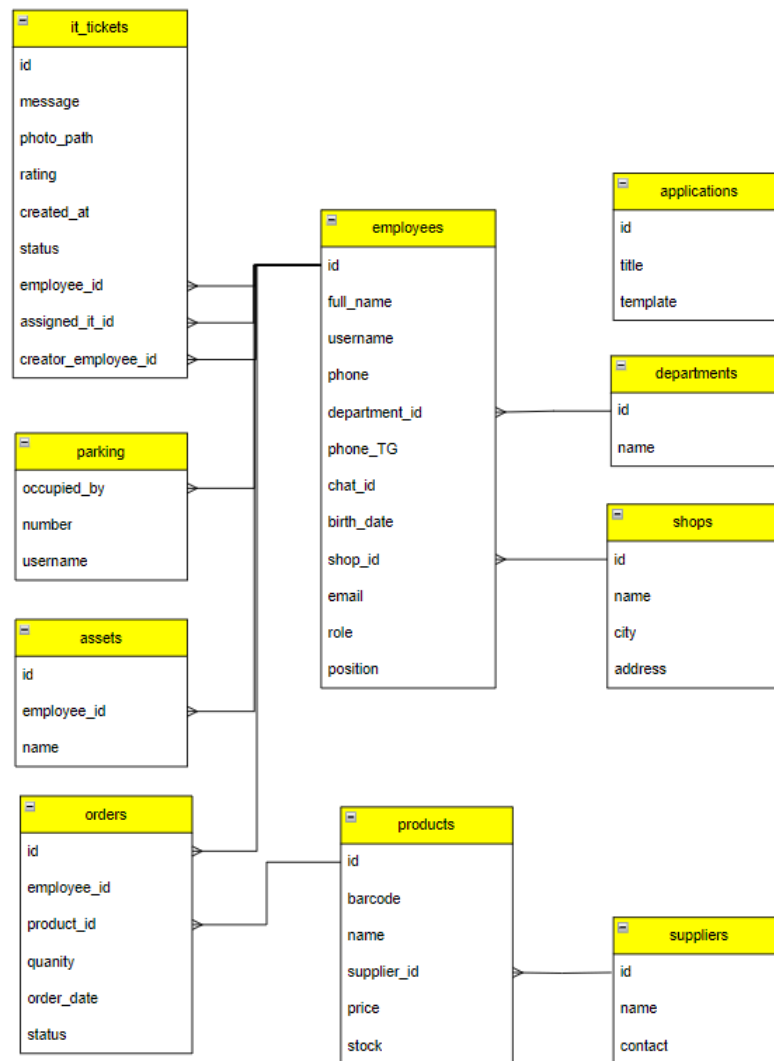 it_tickets
id
message
photo_path
rating
created_at
status
employee_id
assigned_it_id
creator_employee_id
parking
occupied_by
number
username
assets
id
employee_id
name
orders
id
employee_id
product_id
quanity
order_date
status
employees
id
full_name
username
phone
department_id
phone_TG
chat_id
birth_date
shop_id
email
role
position
products
id
barcode
name
supplier_id
price
stock
applications
id
title
template
departments
id
name
shops
id
name
city
address
suppliers
id
name
contact